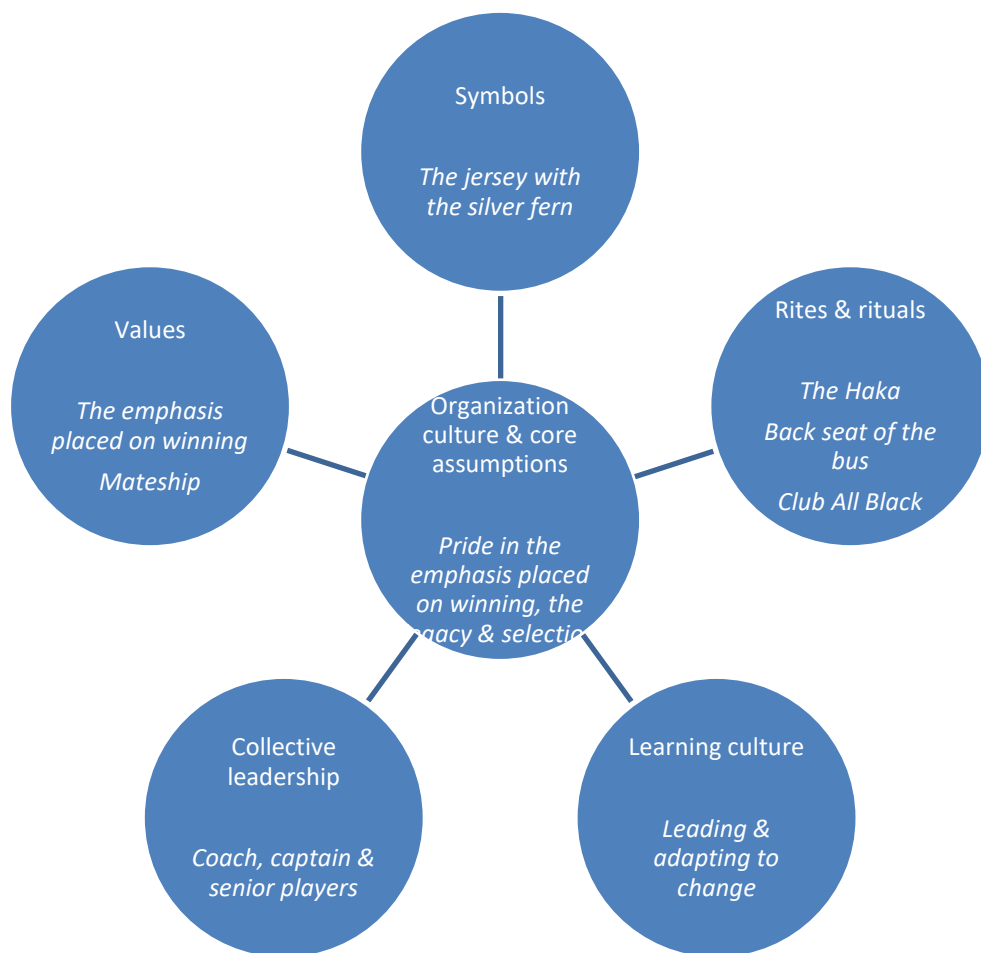 Symbols
The jersey with
the silver fern
Values
The emphasis
placed on winning
Mateship
Rites & rituals
The Haka
Back seat of the
bus
Club All Black
Organization
culture & core
assumptions
Pride in the
emphasis placed
on winning, the
egacy & selectio
Collective
leadership
Coach, captain &
senior players
Learning culture
Leading &
adapting to
change